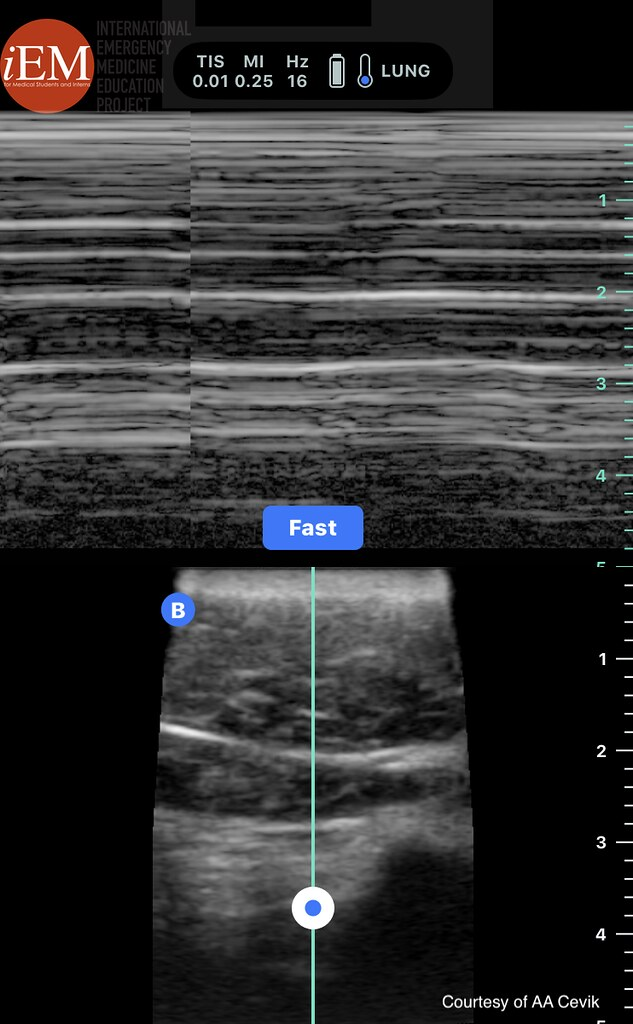 INTERNATIONAL
EMERGENCY
MEDICINE
EDUCATION
PROJECT
iEM
for Medical Students and Interns
TIS MI Hz
0.01 0.25 16
LUNG
1
2
3
4
5
Fast
B
1
2
3
4
Courtesy of AA Cevik